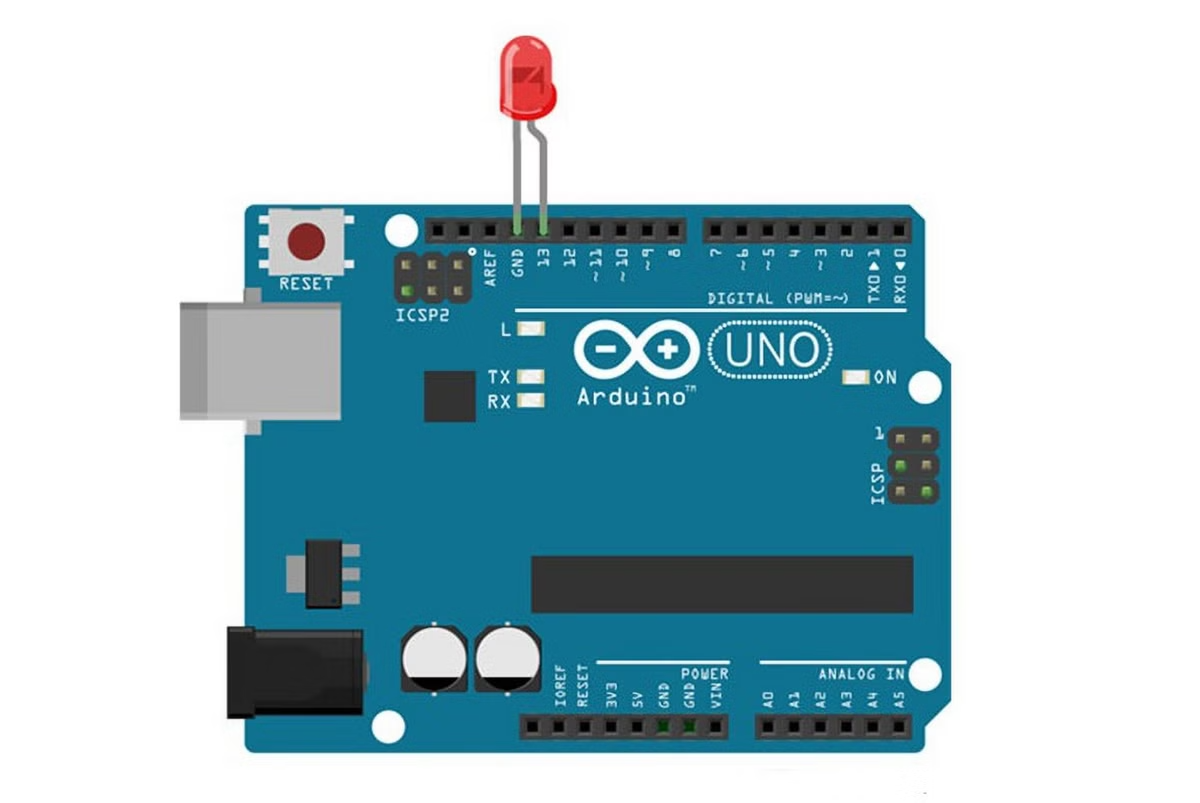 RESET
ICSP2
AREF
GND
13
12
~11
~10
~9
8
7
~6
~5
4
~3
2
TX0▶1
RX0◀0
DIGITAL (PWM=~)
L
TX
RX
Arduino™
UNO
ON
1
ICSP
IOREF
RESET
3V3
5V
GND
GND
VIN
POWER
A0
A1
A2
A3
A4
A5
ANALOG IN